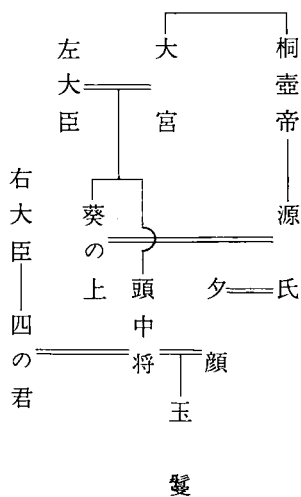 桐壺帝
源氏
大宮
夕顔
左大臣
葵の上
頭中将
玉鬘
右大臣
四の君